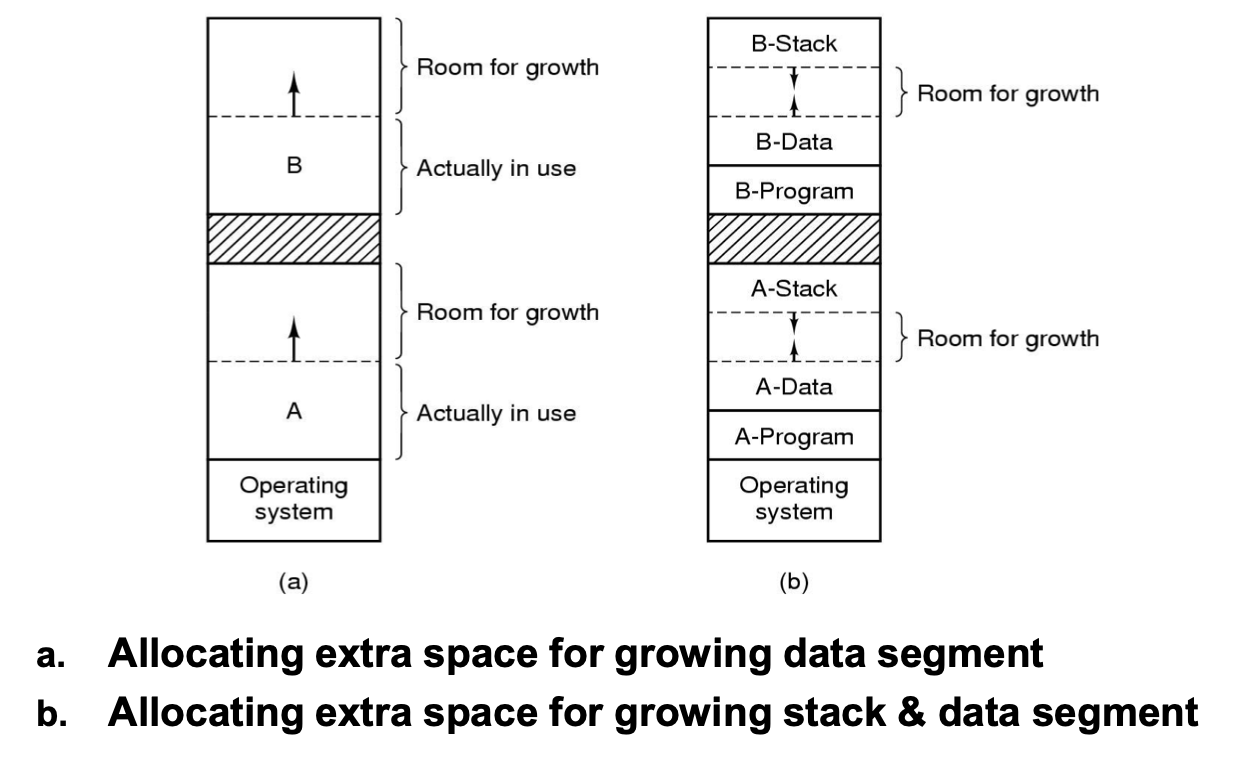 Room for growth
B
Actually in use
Room for growth
A
Actually in use
Operating
system
(a)
B-Stack
Room for growth
B-Data
B-Program
A-Stack
Room for growth
A-Data
A-Program
Operating
system
(b)
a. Allocating extra space for growing data segment
b. Allocating extra space for growing stack & data segment